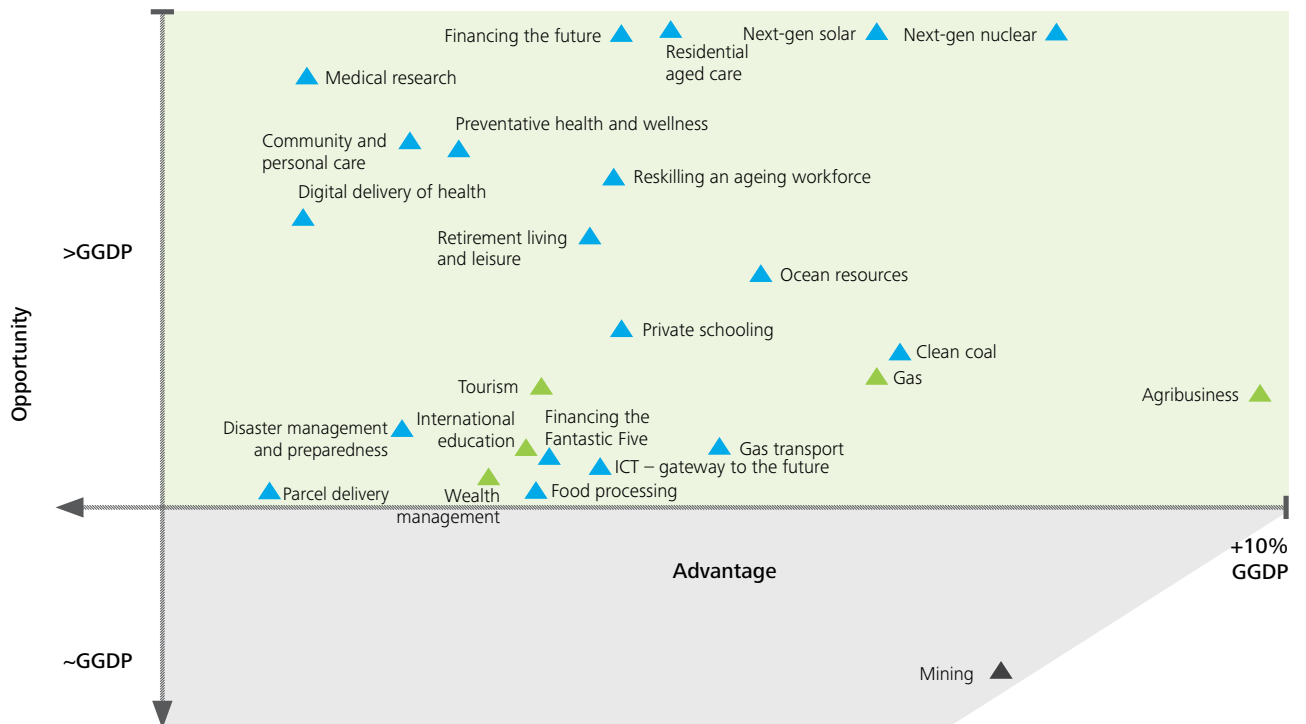 Financing the future
Residential
aged care
Next-gen solar
Next-gen nuclear
Medical research
Preventative health and wellness
Community and
personal care
Reskilling an ageing workforce
Digital delivery of health
Retirement living
and leisure
>GGDP
Ocean resources
Opportunity
Private schooling
Clean coal
Gas
Tourism
Agribusiness
Disaster management
and preparedness
International
education
Financing the
Fantastic Five
Gas transport
ICT – gateway to the future
Parcel delivery
Wealth
management
Food processing
+10%
GGDP
Advantage
~GGDP
Mining